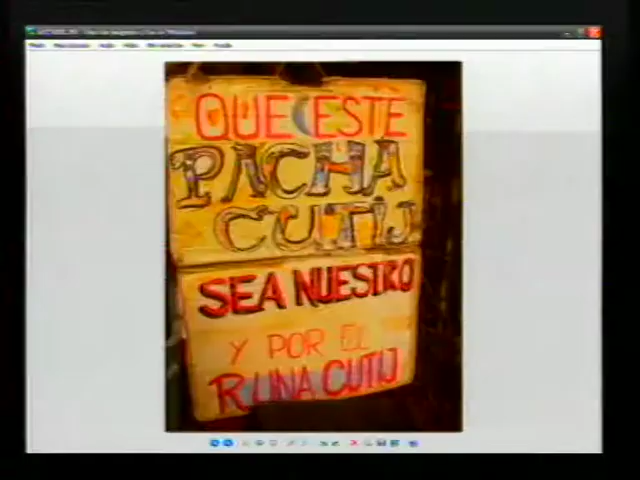 QUE ESTE
PACHA
CUTIJ
SEA NUESTRO
Y POR EL
RUNA CUTIJ